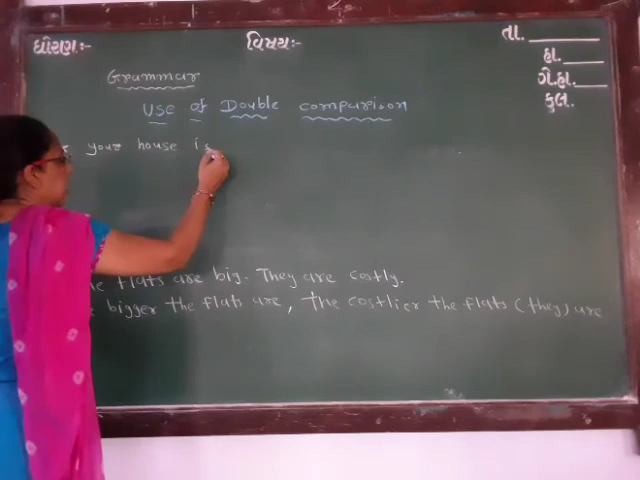 ધોરણ:-
વિષય:-
તા.
હા.
ગે.હા.
કુલ.
Grammar
Use of Double comparison
your house is
flats are big. They are costly.
bigger the flats are, the costlier the flats (they) are